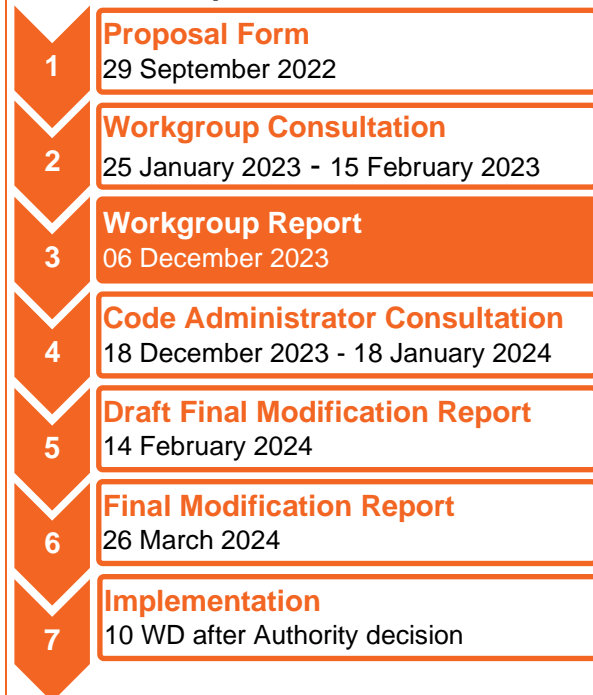 Proposal Form
1
29 September 2022
Workgroup Consultation
2
25 January 2023 - 15 February 2023
Workgroup Report
3
06 December 2023
Code Administrator Consultation
4
18 December 2023 - 18 January 2024
Draft Final Modification Report
5
14 February 2024
Final Modification Report
6
26 March 2024
Implementation
7
10 WD after Authority decision